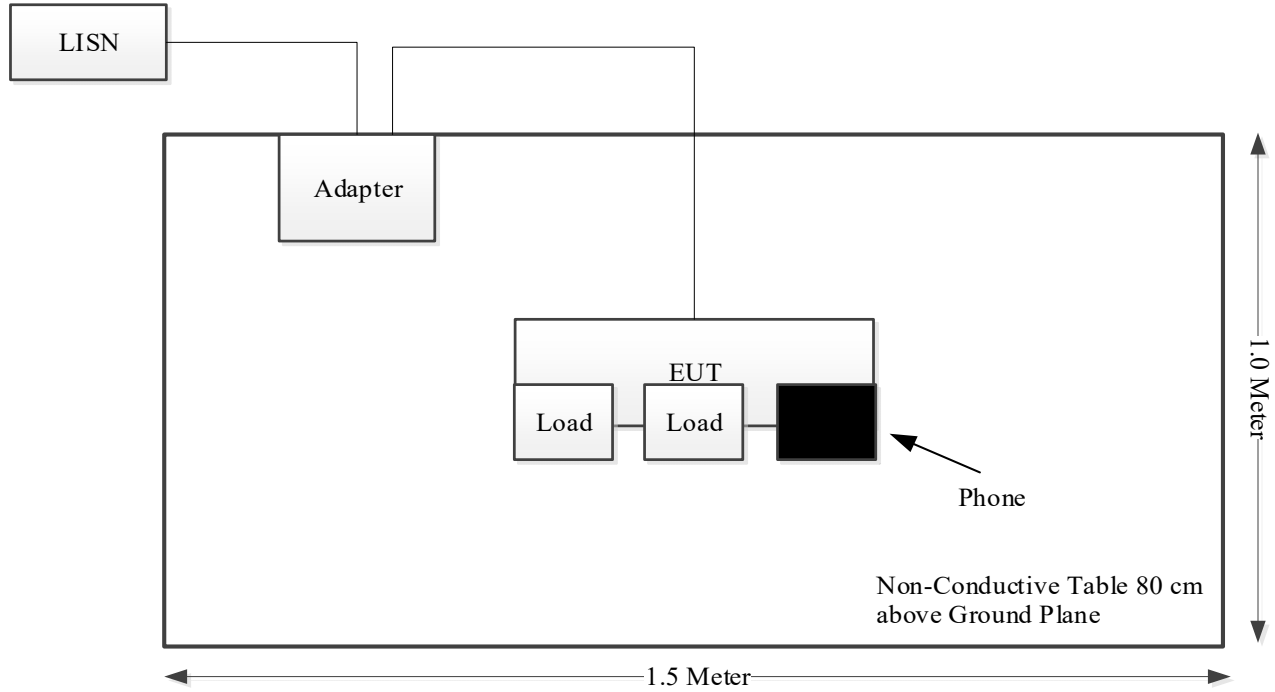 LISN
Adapter
EUT
Load
Load
Phone
1.0 Meter
Non-Conductive Table 80 cm
above Ground Plane
1.5 Meter